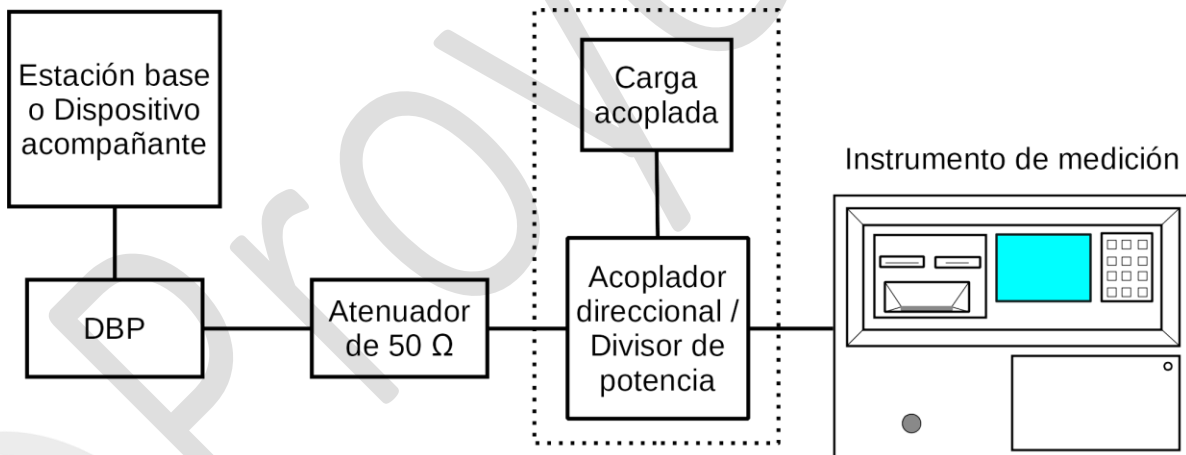 Estación base
o Dispositivo
acompañante
DBP
Atenuador
de 50 Ω
Carga
acoplada
Acoplador
direccional /
Divisor de
potencia
Instrumento de medición